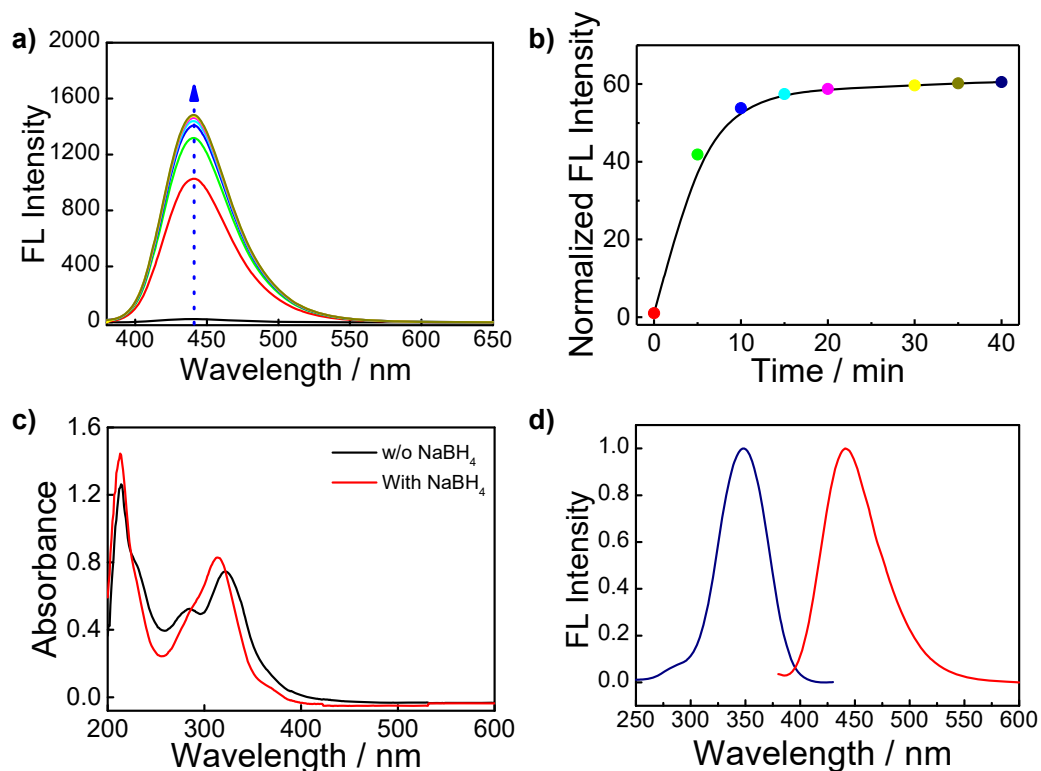 a)
2000
1600
1200
800
400
0
FL Intensity
400 450 500 550 600 650
Wavelength / nm
b)
60
40
20
0
Normalized FL Intensity
0 10 20 30 40
Time / min
c)
1.6
1.2
0.8
0.4
0.0
Absorbance
w/o NaBH₄
With NaBH₄
200 300 400 500 600
Wavelength / nm
d)
1.0
0.8
0.6
0.4
0.2
0.0
FL Intensity
250 300 350 400 450 500 550 600
Wavelength / nm